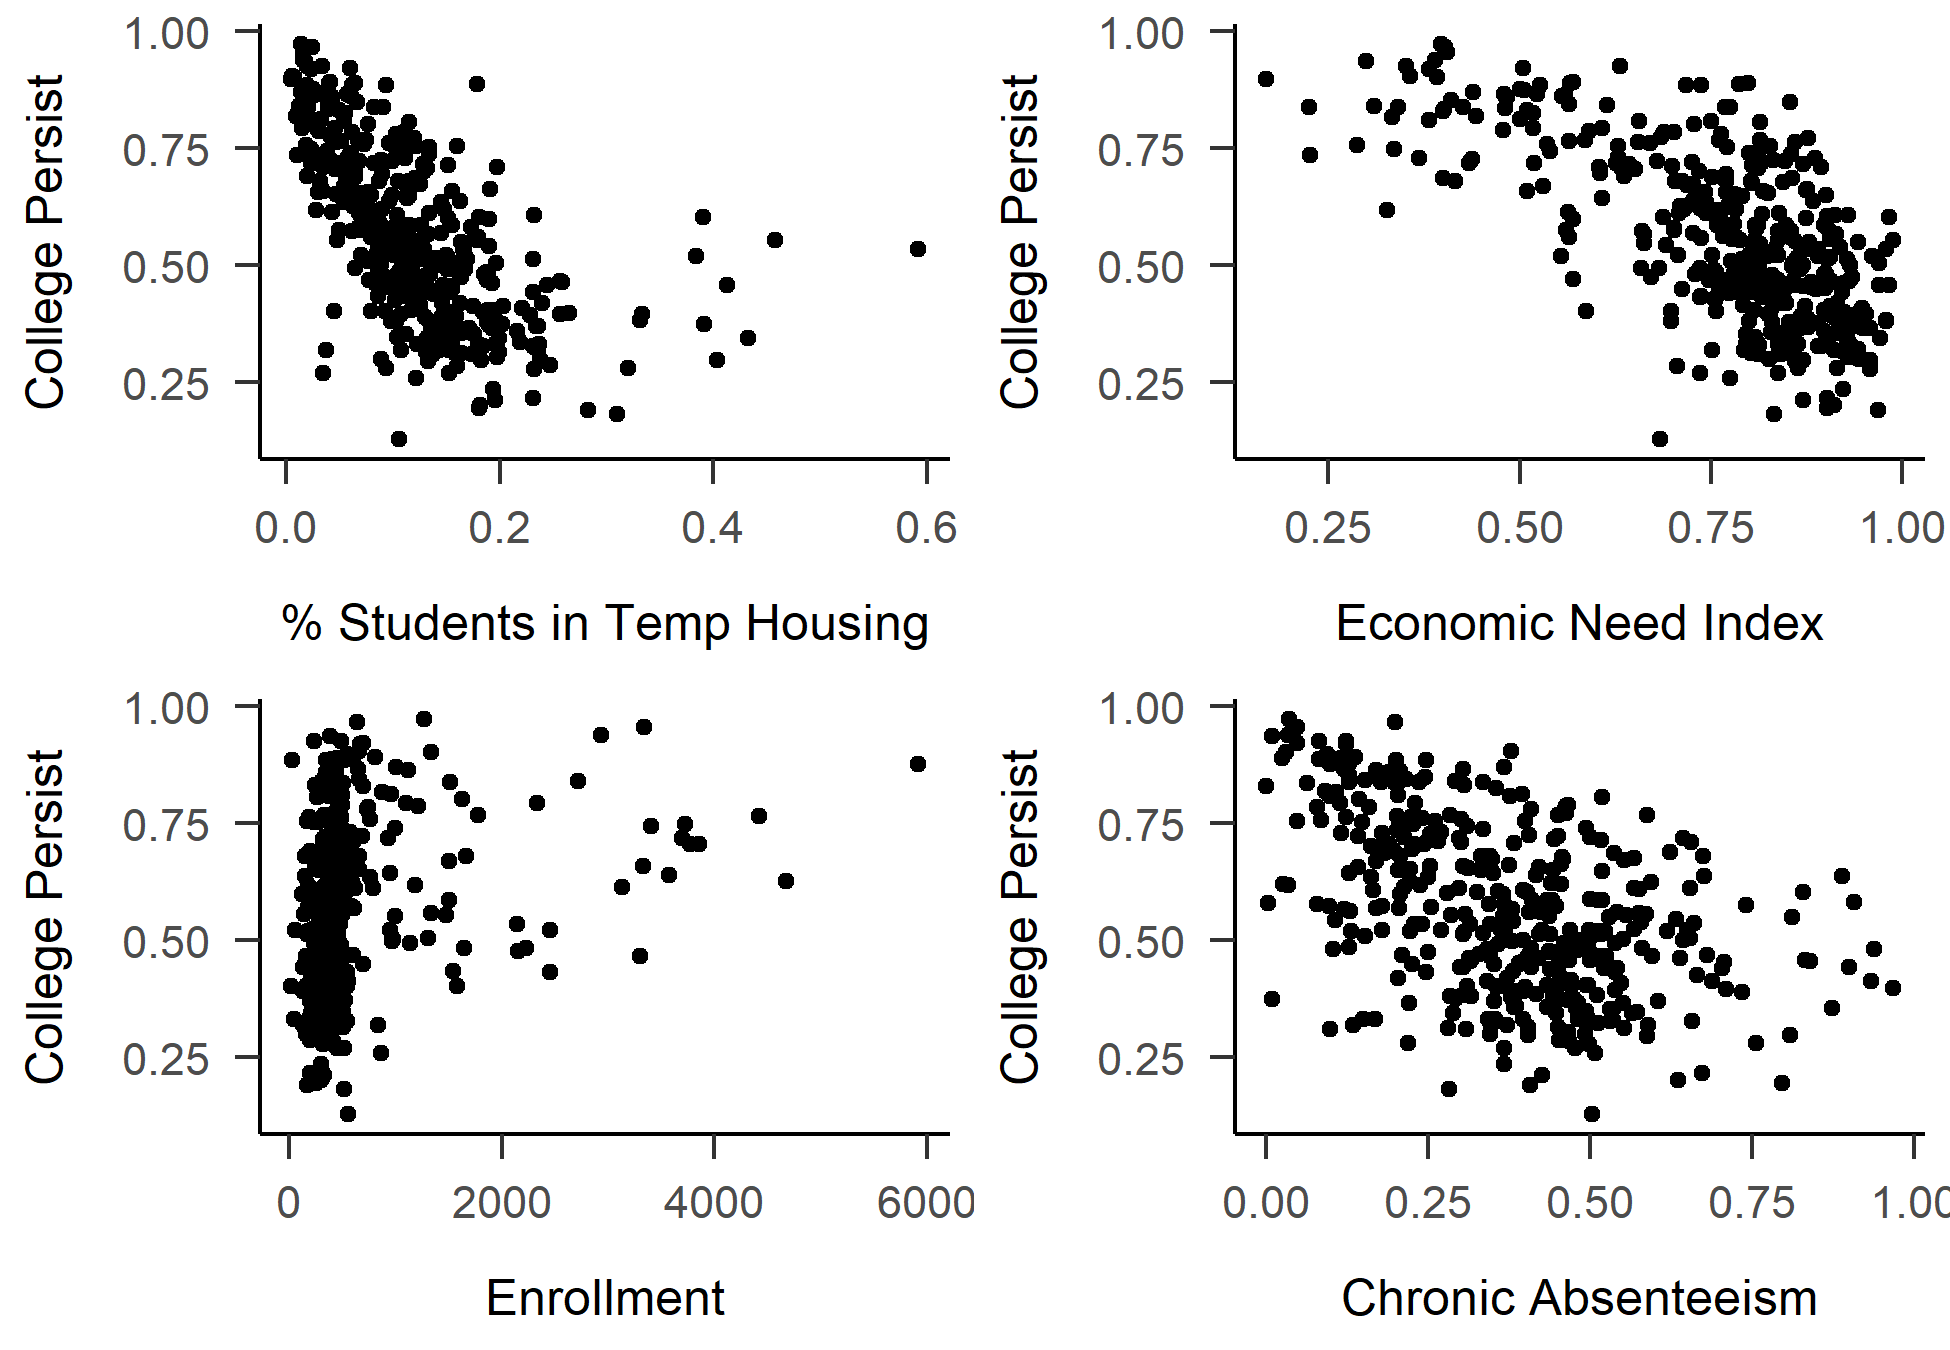 College Persist
1.00
0.75
0.50
0.25
0.0 0.2 0.4 0.6
% Students in Temp Housing
College Persist
1.00
0.75
0.50
0.25
0.25 0.50 0.75 1.00
Economic Need Index
College Persist
1.00
0.75
0.50
0.25
0 2000 4000 6000
Enrollment
College Persist
1.00
0.75
0.50
0.25
0.00 0.25 0.50 0.75 1.00
Chronic Absenteeism